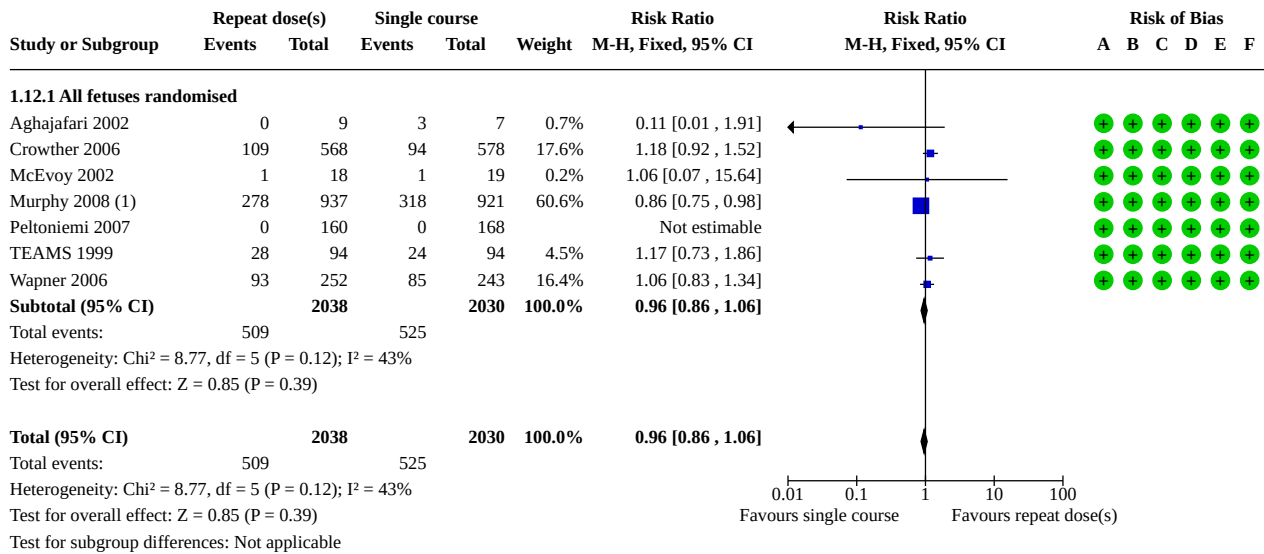 Repeat dose(s) Single course Risk Ratio Risk Ratio Risk of Bias
Study or Subgroup Events Total Events Total Weight M-H, Fixed, 95% CI M-H, Fixed, 95% CI A B C D E F
1.12.1 All fetuses randomised
Aghajafari 2002 0 9 3 7 0.7% 0.11 [0.01 , 1.91] + + + + + +
Crowther 2006 109 568 94 578 17.6% 1.18 [0.92 , 1.52] + + + + + +
McEvoy 2002 1 18 1 19 0.2% 1.06 [0.07 , 15.64] + + + + + +
Murphy 2008 (1) 278 937 318 921 60.6% 0.86 [0.75 , 0.98] + + + + + +
Peltoniemi 2007 0 160 0 168 Not estimable + + + + + +
TEAMS 1999 28 94 24 94 4.5% 1.17 [0.73 , 1.86] + + + + + +
Wapner 2006 93 252 85 243 16.4% 1.06 [0.83 , 1.34] + + + + + +
Subtotal (95% CI) 2038 2030 100.0% 0.96 [0.86 , 1.06]
Total events: 509 525
Heterogeneity: Chi² = 8.77, df = 5 (P = 0.12); I² = 43%
Test for overall effect: Z = 0.85 (P = 0.39)
Total (95% CI) 2038 2030 100.0% 0.96 [0.86 , 1.06]
Total events: 509 525
Heterogeneity: Chi² = 8.77, df = 5 (P = 0.12); I² = 43%
0.01 0.1 1 10 100
Test for overall effect: Z = 0.85 (P = 0.39) Favours single course Favours repeat dose(s)
Test for subgroup differences: Not applicable